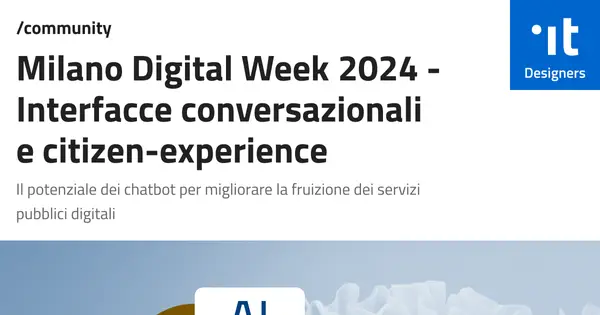 /community
Milano Digital Week 2024 -
Interfacce conversazionali
e citizen-experience
Il potenziale dei chatbot per migliorare la fruizione dei servizi
pubblici digitali
it
Designers
AI